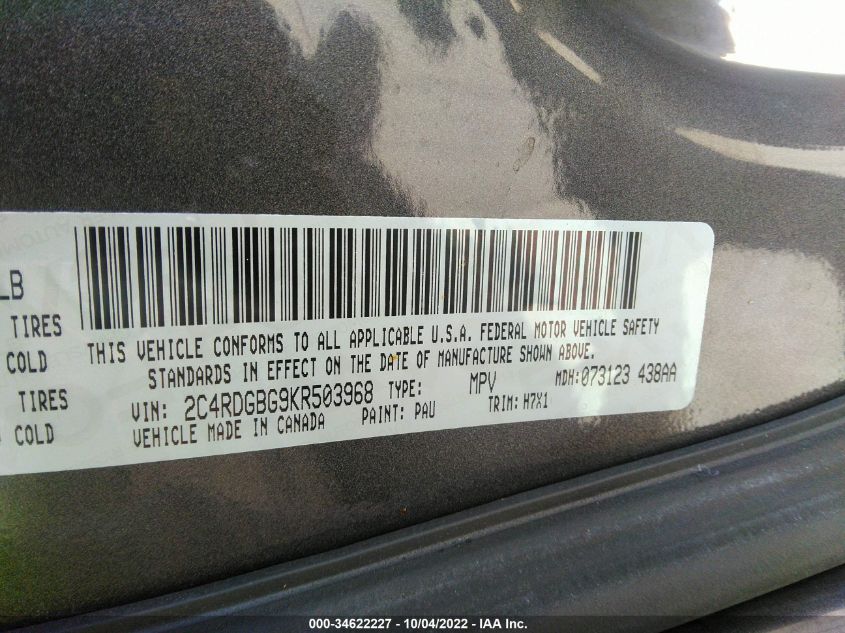 LB
TIRES
COLD
TIRES
COLD
THIS VEHICLE CONFORMS TO ALL APPLICABLE U.S.A. FEDERAL MOTOR VEHICLE SAFETY
STANDARDS IN EFFECT ON THE DATE OF MANUFACTURE SHOWN ABOVE.
VIN: 2C4RDGBG9KR503968 TYPE: MPV MDH:073123 438AA
VEHICLE MADE IN CANADA PAINT: PAU TRIM: H7X1
000-34622227 - 10/04/2022 - IAA Inc.